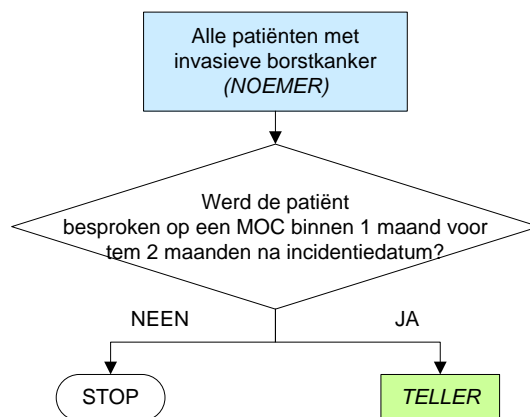 Alle patiënten met
invasieve borstkanker
(NOEMER)
Werd de patiënt
besproken op een MOC binnen 1 maand voor
tem 2 maanden na incidentiedatum?
NEEN
JA
STOP
TELLER